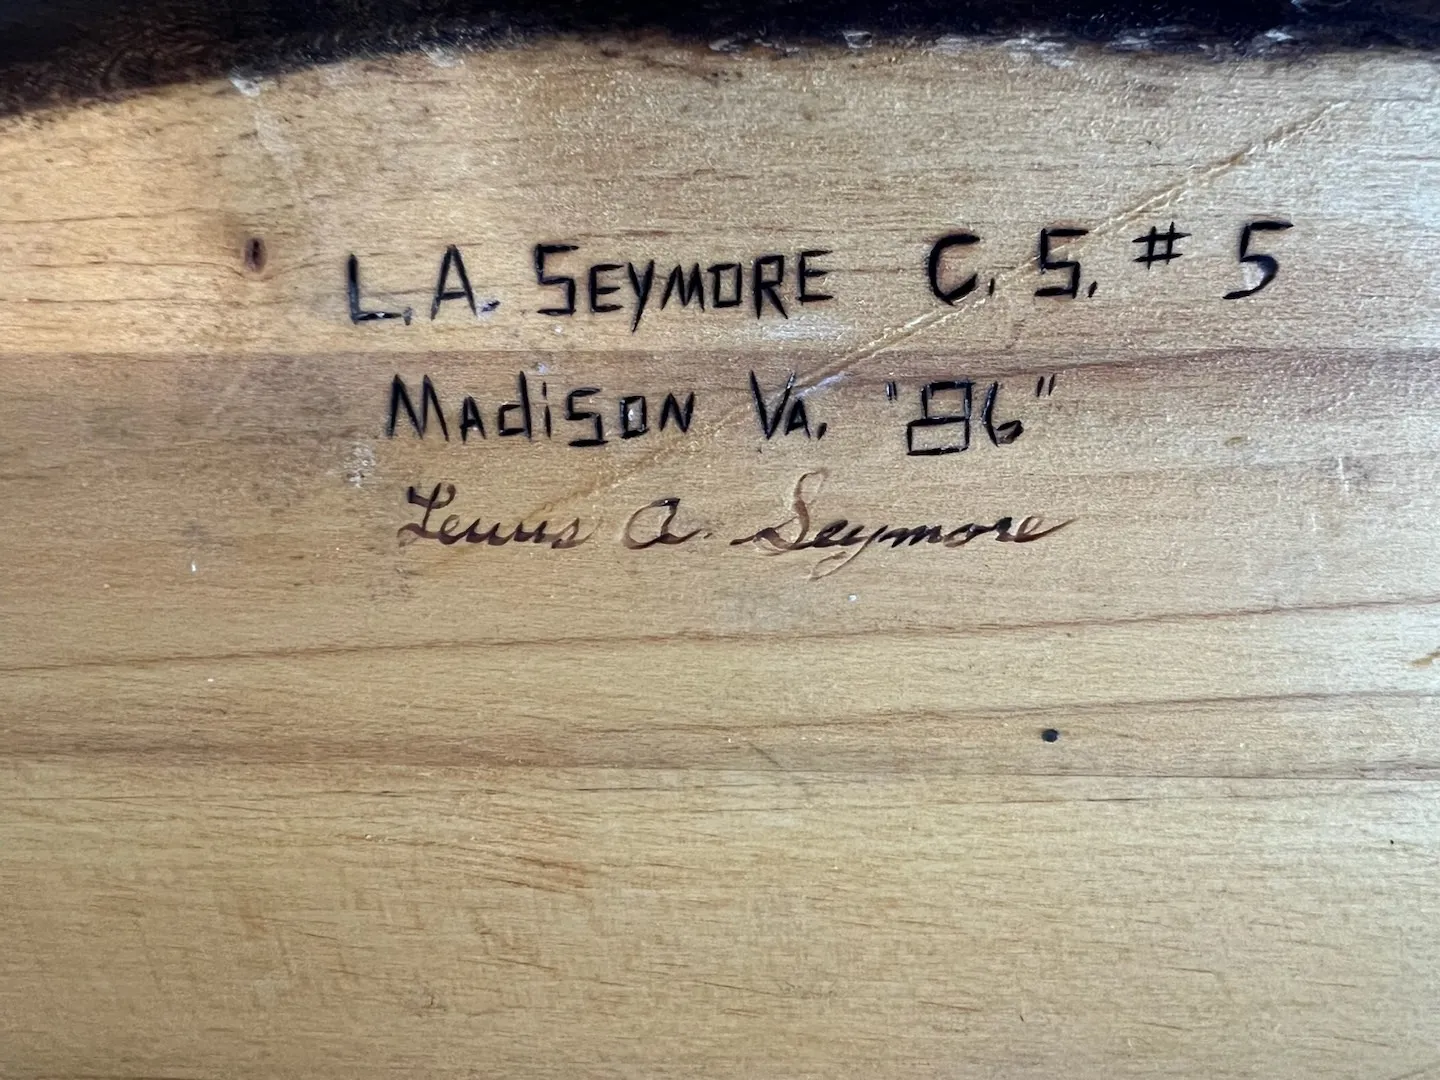 L.A. SEYMORE C. S. # 5
MadiSON VA. "86"
Lewis A. Seymore